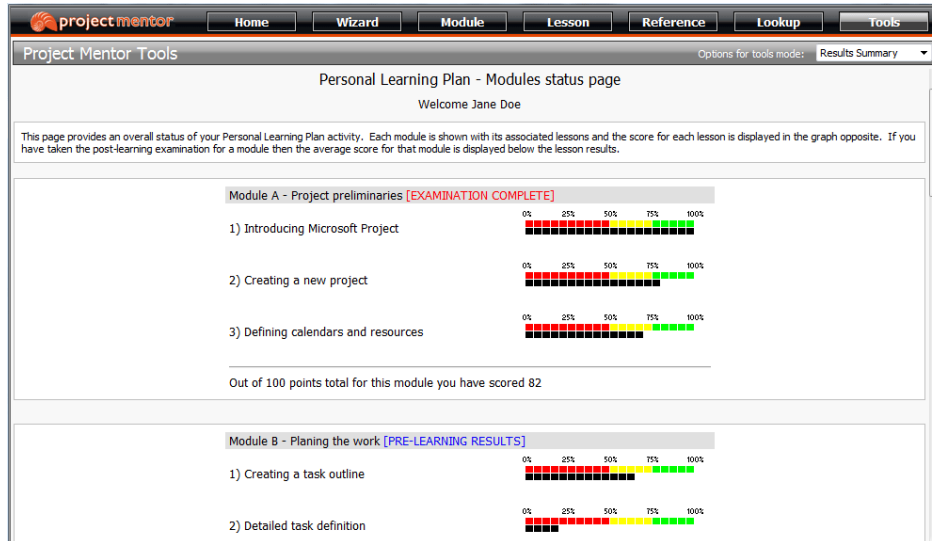 projectmentor Home Wizard Module Lesson Reference Lookup Tools
Project Mentor Tools Options for tools mode: Results Summary
Personal Learning Plan - Modules status page
Welcome Jane Doe
This page provides an overall status of your Personal Learning Plan activity. Each module is shown with its associated lessons and the score for each lesson is displayed in the graph opposite. If you
have taken the post-learning examination for a module then the average score for that module is displayed below the lesson results.
Module A - Project preliminaries [EXAMINATION COMPLETE]
0% 25% 50% 75% 100%
1) Introducing Microsoft Project
0% 25% 50% 75% 100%
2) Creating a new project
0% 25% 50% 75% 100%
3) Defining calendars and resources
Out of 100 points total for this module you have scored 82
Module B - Planing the work [PRE-LEARNING RESULTS]
0% 25% 50% 75% 100%
1) Creating a task outline
0% 25% 50% 75% 100%
2) Detailed task definition